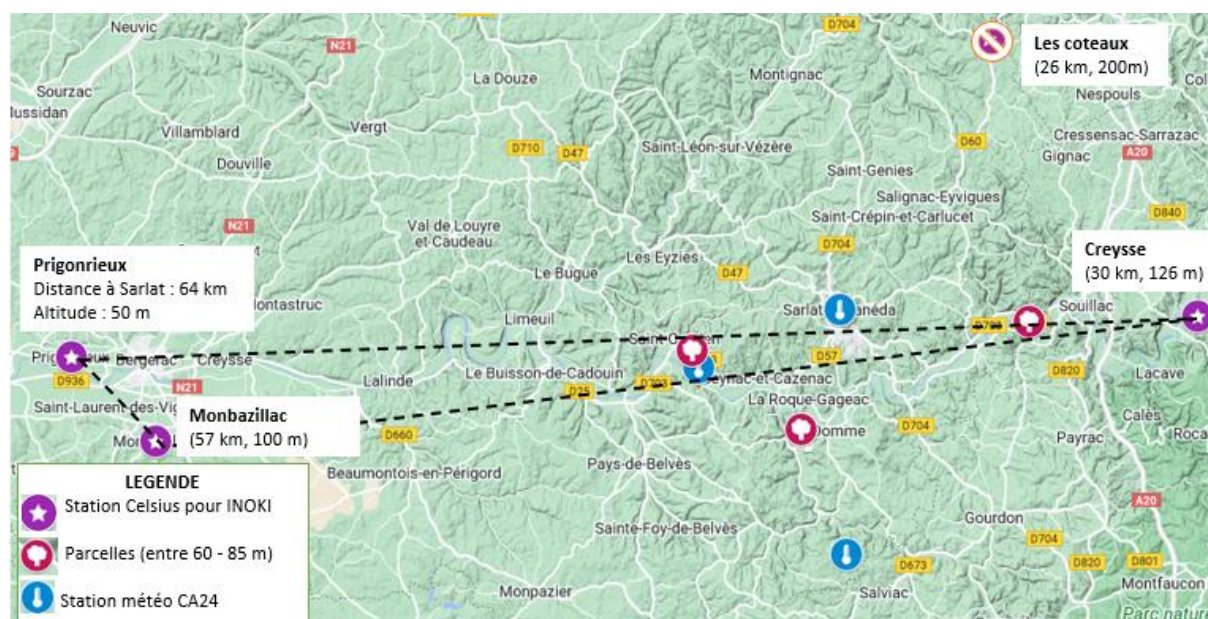 Neuvic
N21
D704
Les coteaux
(26 km, 200m)
Sourzac
La Douze
Montignac
Nespouls
Villamblard
Vergt
D710
D47
Saint-Léon-sur-Vézère
D60
Cressensac-Sarrazac
A20
Gignac
Douville
Saint-Genies
Salignac-Eyvigues
Saint-Crépin-et-Carlucet
D840
N21
Val de Louyre
et Caudeau
D704
Les Eyzies
D47
Creysse
(30 km, 126 m)
Prigonrieux
Distance à Sarlat : 64 km
Altitude : 50 m
Le Bugue
Limeuil
Souillac
Bergerac
Creysse
D936
N21
Lalinde
Le Buisson-de-Cadouin
D25
D703
D57
D820
Lacave
Saint-Laurent-des-Vig
La Roque-Gageac
Domme
D704
Calès
Monbazillac
(57 km, 100 m)
D660
Payrac
Beaumontois-en-Périgord
Pays-de-Belvès
A20
Gourdon
Sainte-Foy-de-Belvès
D704
D673
D820
D801
Monpazier
Salviac
Montfaucon
Parc nature
LEGENDE
Station Celsius pour INOKI
Parcelles (entre 60 - 85 m)
Station météo CA24